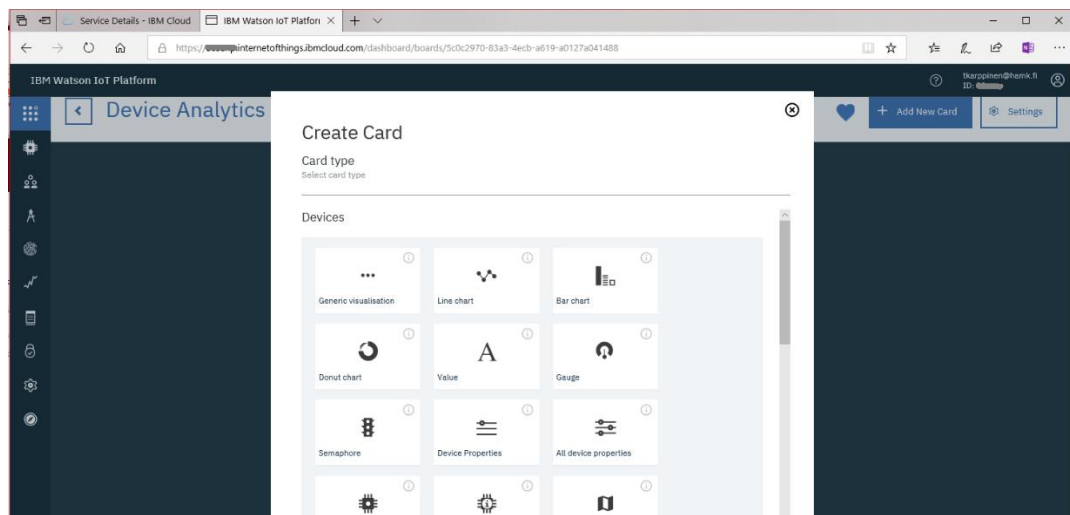 Service Details - IBM Cloud
IBM Watson IoT Platfor
https://
internetofthings.ibmcloud.com/dashboard/boards/5c0c2970-83a3-4ecb-a619-a0127a041488
IBM Watson IoT Platform
tkarppinen@hamk.fi
ID:
Device Analytics
+ Add New Card
Settings
Create Card
Card type
Select card type
Devices
Generic visualisation
Line chart
Bar chart
Donut chart
A
Value
Gauge
Semaphore
Device Properties
All device properties